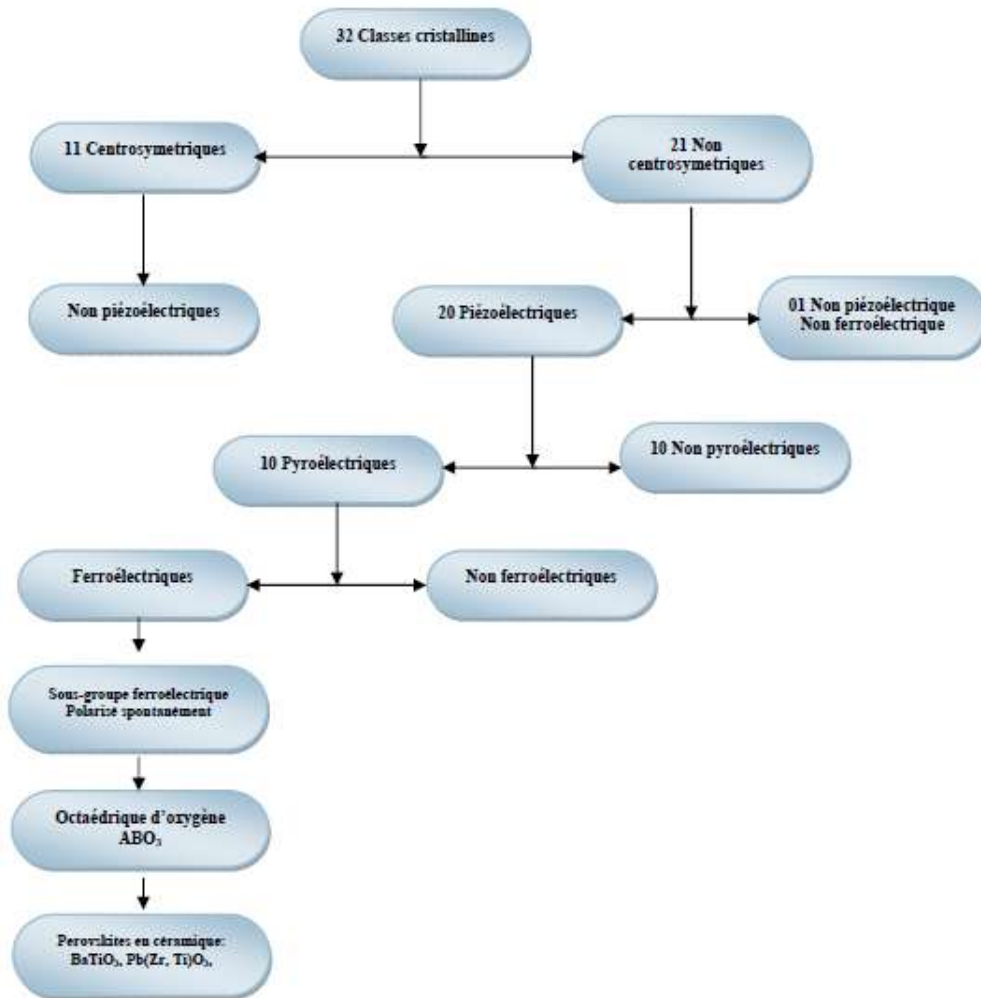 32 Classes cristallines
11 Centrosymetriques
21 Non
centrosymetriques
Non piézoélectriques
20 Piézoélectriques
01 Non piézoélectrique
Non ferroélectrique
10 Pyroélectriques
10 Non pyroélectriques
Ferroélectriques
Non ferroélectriques
Sous-groupe ferroélectrique
Polarisé spontanément
Octaédrique d'oxygène
ABO₃
Perovskites en céramique:
BaTiO₃, Pb(Zr, Ti)O₃,